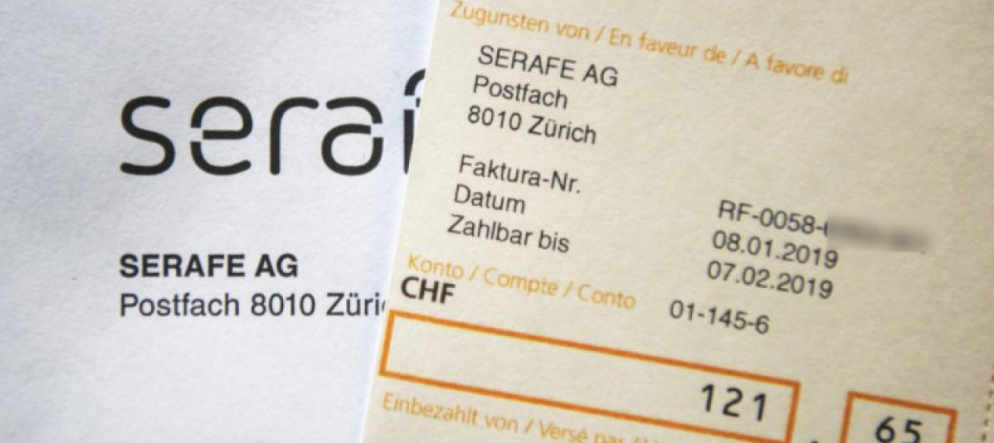 sera
SERAFE AG
Postfach 8010 Züri
Zugunsten von / En faveur de / A favore di
SERAFE AG
Postfach
8010 Zürich
Faktura-Nr. RF-0058-
Datum 08.01.2019
Zahlbar bis 07.02.2019
Konto / Compte / Conto 01-145-6
CHF
121 . 65
Einbezahlt von / Versé par /